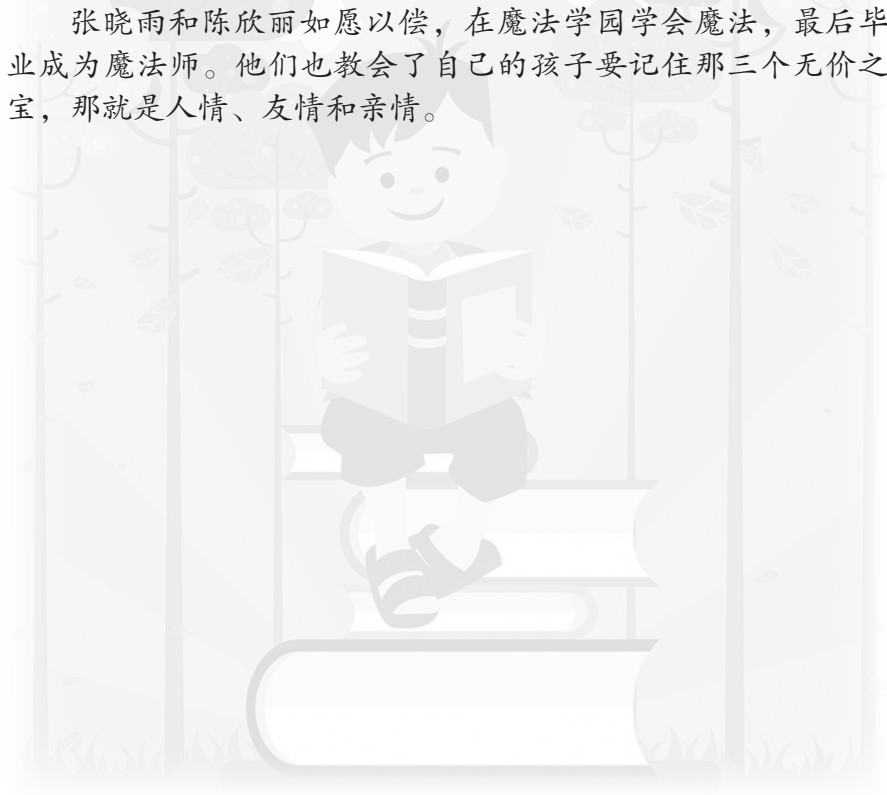 张晓雨和陈欣丽如愿以偿，在魔法学园学会魔法，最后毕
业成为魔法师。他们也教会了自己的孩子要记住那三个无价之
宝，那就是人情、友情和亲情。